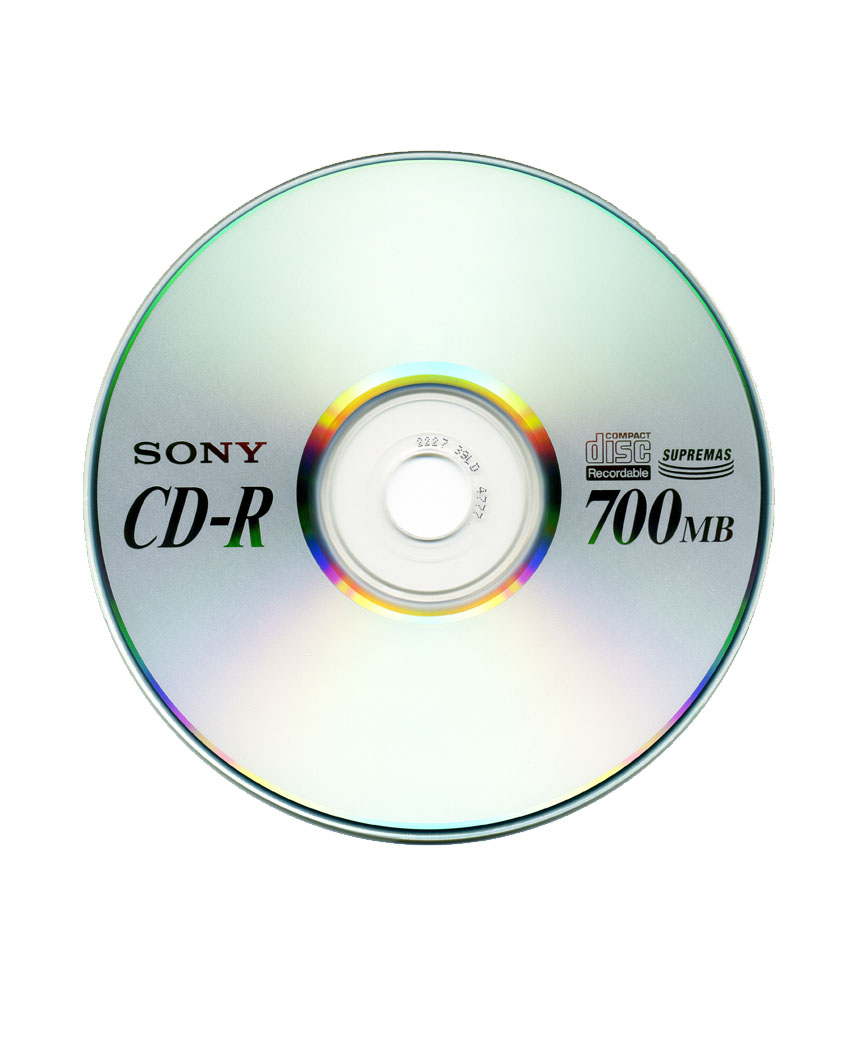 SONY
CD-R
COMPACT
disc
Recordable
SUPREMAS
700MB